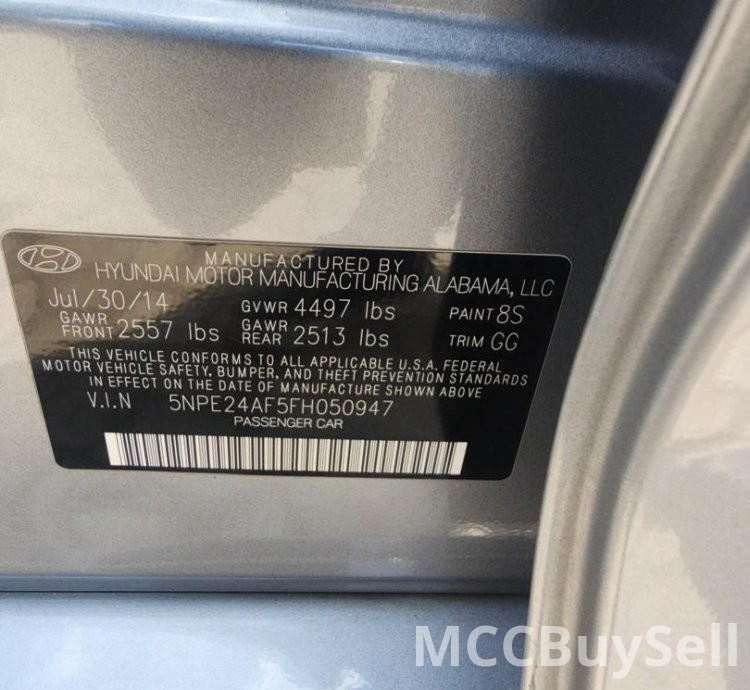 MANUFACTURED BY
HYUNDAI MOTOR MANUFACTURING ALABAMA, LLC
Jul/30/14 GVWR 4497 lbs PAINT 8S
GAWR FRONT 2557 lbs GAWR REAR 2513 lbs TRIM GG
THIS VEHICLE CONFORMS TO ALL APPLICABLE U.S.A. FEDERAL
MOTOR VEHICLE SAFETY, BUMPER, AND THEFT PREVENTION STANDARDS
IN EFFECT ON THE DATE OF MANUFACTURE SHOWN ABOVE
V.I.N 5NPE24AF5FH050947
PASSENGER CAR
MCCBuySell